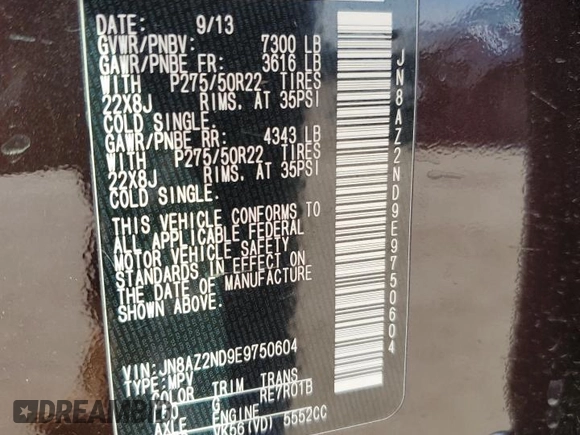 DATE: 9/13
GVWR/PNBV: 7300 LB
GAWR/PNBE FR: 3616 LB
WITH P275/50R22 TIRES
22X8J RIMS. AT 35PSI
COLD SINGLE.
GAWR/PNBE RR: 4343 LB
WITH P275/50R22 TIRES
22X8J RIMS. AT 35PSI
COLD SINGLE.
THIS VEHICLE CONFORMS TO
ALL APPLICABLE FEDERAL
MOTOR VEHICLE SAFETY
STANDARDS IN EFFECT ON
THE DATE OF MANUFACTURE
SHOWN ABOVE.
VIN: JN8AZ2ND9E9750604
TYPE: MPV
COLOR TRIM TRANS
G RE7R01B
AXLE ENGINE
VK56(VD) 5552CC
JN8AZ2ND9E9750604
DREAMBID